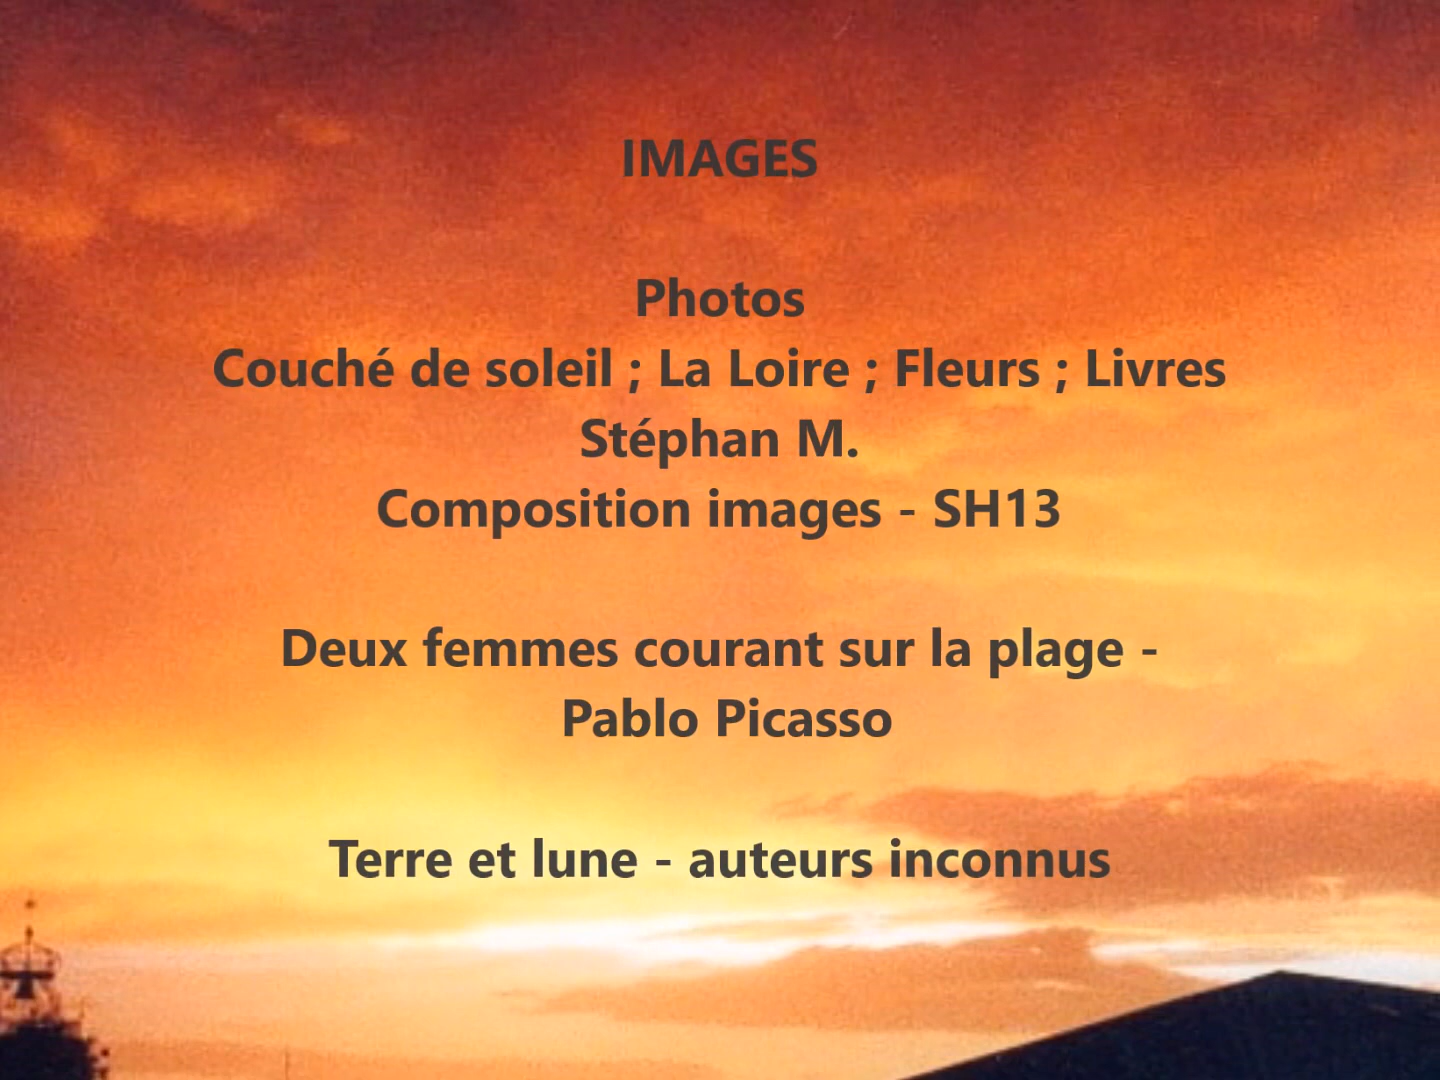 IMAGES
Photos
Couché de soleil ; La Loire ; Fleurs ; Livres
Stéphan M.
Composition images - SH13
Deux femmes courant sur la plage -
Pablo Picasso
Terre et lune - auteurs inconnus